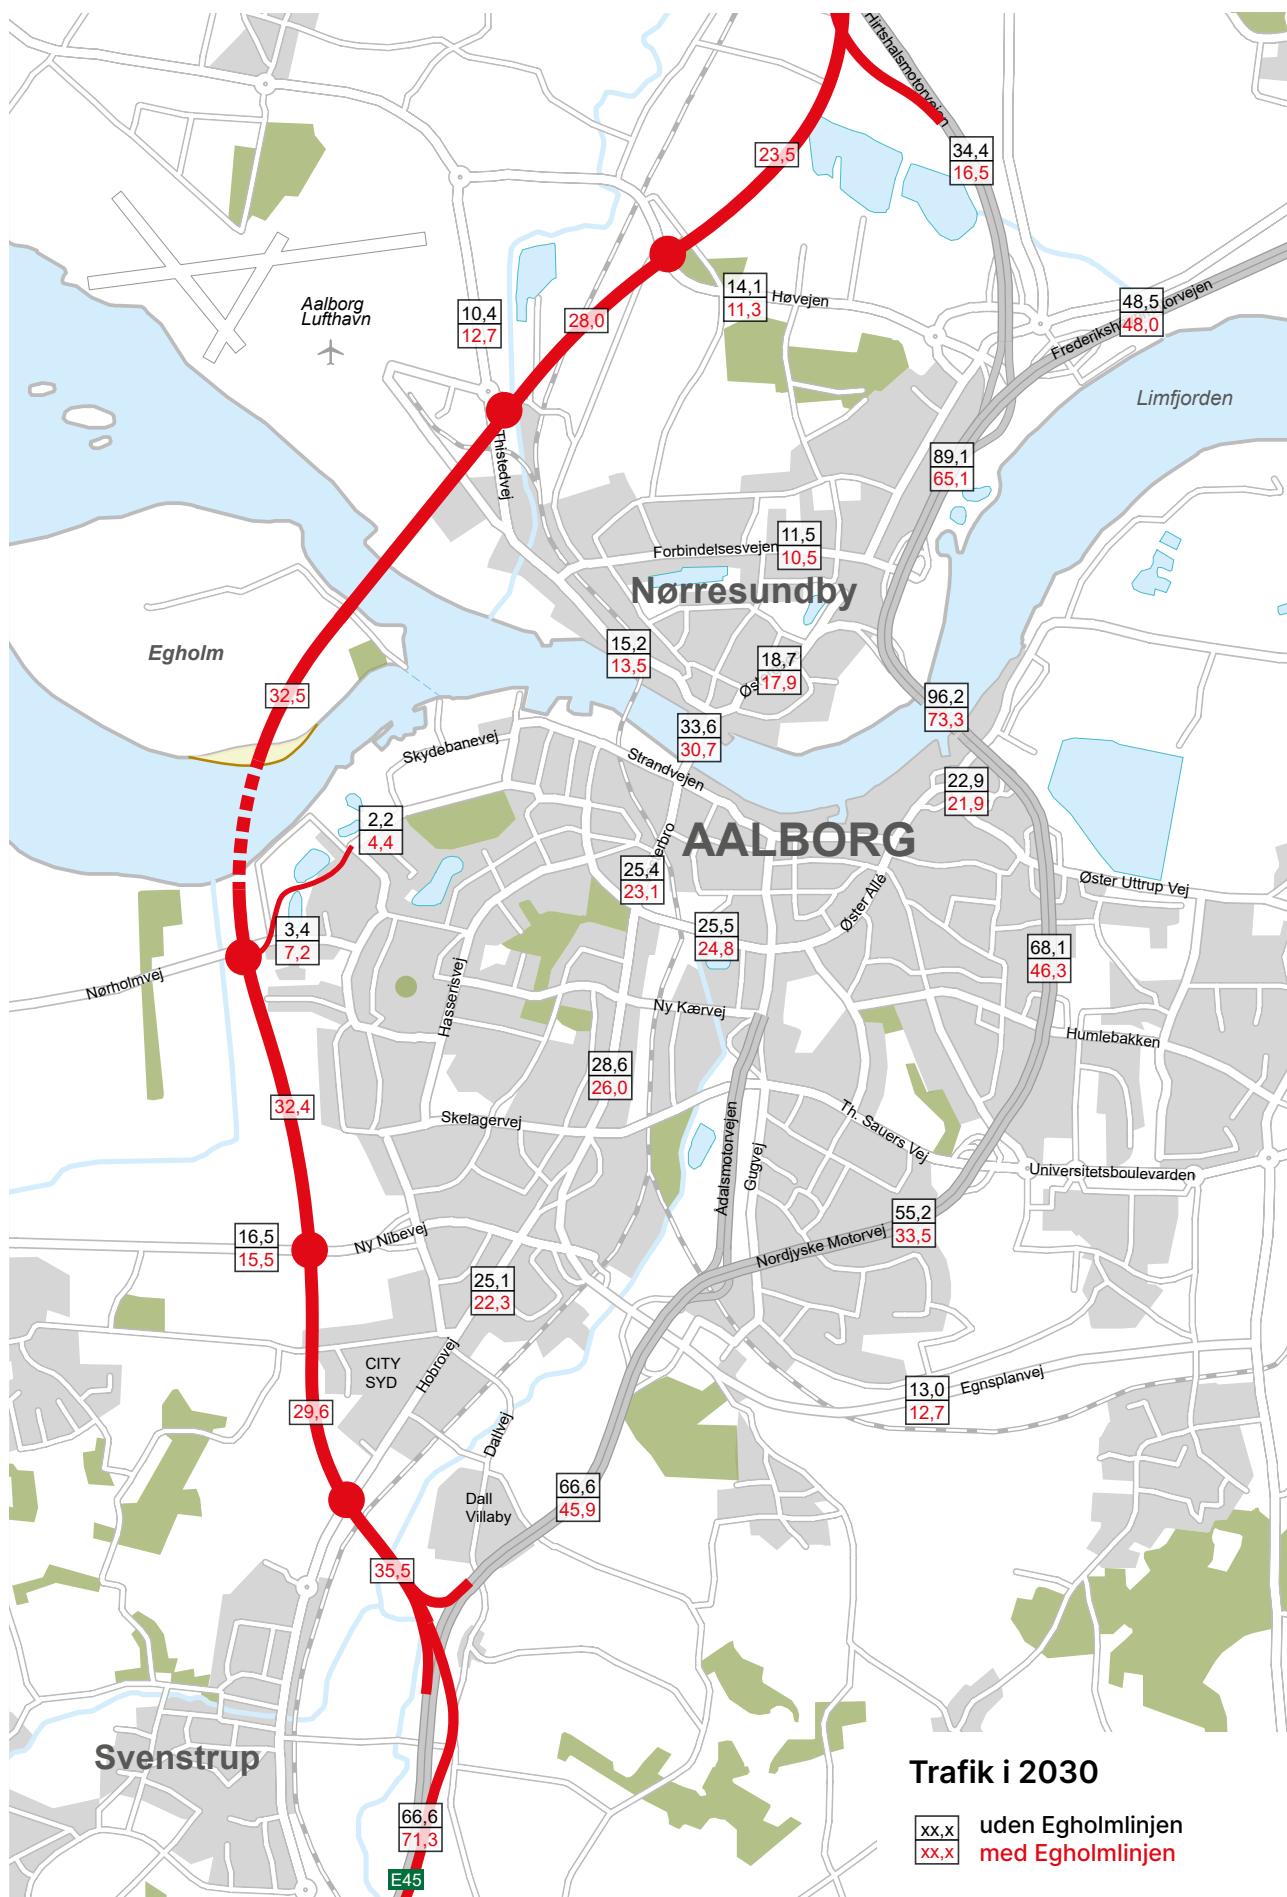 Hirtshalsmotorvejen
23,5
34,4
16,5
14,1
11,3
Høvejen
48,5
48,0
Aalborg
Lufthavn
10,4
12,7
28,0
Limfjorden
Thistedvej
89,1
65,1
11,5
10,5
Forbindelsesvejen
Nørresundby
15,2
13,5
18,7
17,9
Egholm
32,5
96,2
73,3
33,6
30,7
Skydebanevej
Strandvejen
22,9
21,9
2,2
4,4
AALBORG
25,4
23,1
Øster Uttrup Vej
Øster Allé
3,4
7,2
25,5
24,8
68,1
46,3
Nørholmvej
Hasserisvej
Ny Kærvej
Humlebakken
28,6
26,0
32,4
Skelagervej
Ådalsmotorvejen
Gugvej
Th. Sauers Vej
Universitetsboulevarden
55,2
33,5
16,5
15,5
Ny Nibevej
Nordjyske Motorvej
25,1
22,3
CITY
SYD
Hobrovej
13,0
12,7
Egnsplanvej
29,6
Dallvej
66,6
45,9
Dall
Villaby
35,5
Svenstrup
66,6
71,3
E45
Trafik i 2030
xx,x
uden Egholmlinjen
xx,x
med Egholmlinjen